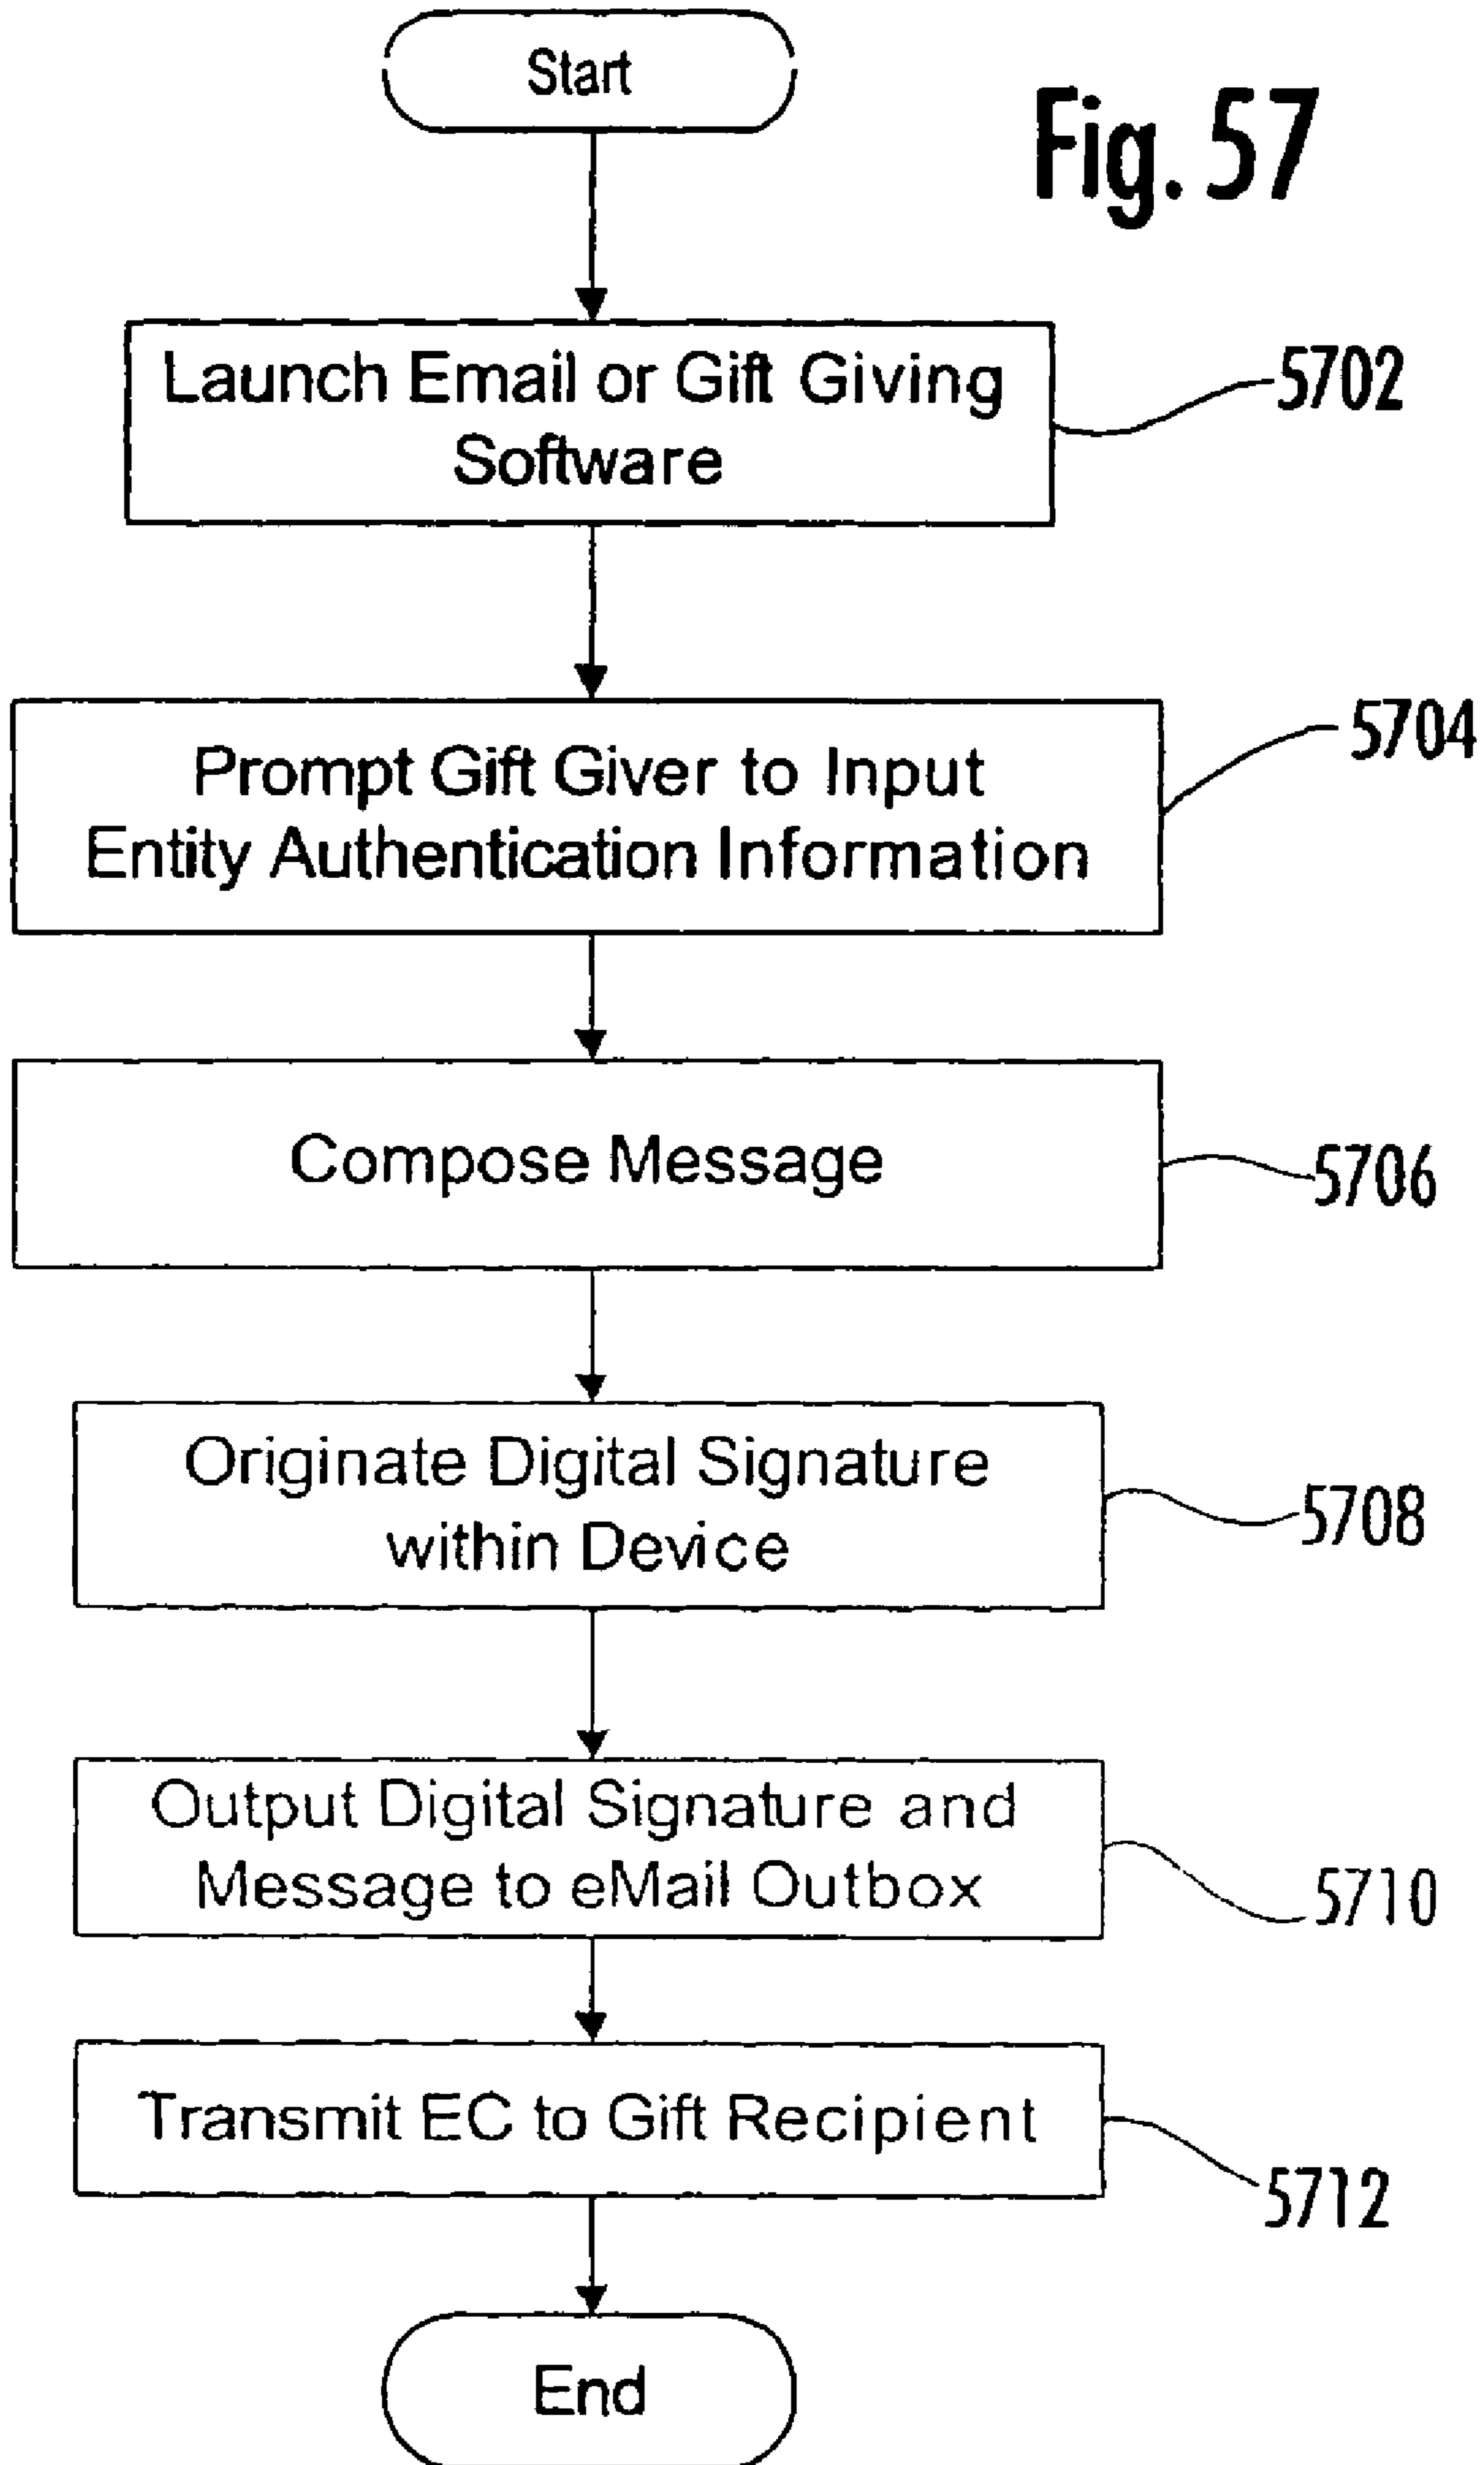 Start
Fig. 57
Launch Email or Gift Giving
Software
5702
Prompt Gift Giver to Input
Entity Authentication Information
5704
Compose Message
5706
Originate Digital Signature
within Device
5708
Output Digital Signature and
Message to eMail Outbox
5710
Transmit EC to Gift Recipient
5712
End